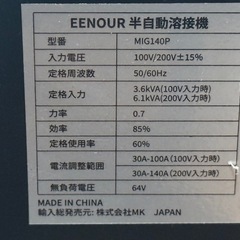 EENOUR 半自動溶接機
型番 MIG140P
入力電圧 100V/200V±15%
定格周波数 50/60Hz
定格入力 3.6kVA(100V入力時)
6.1kVA(200V入力時)
力率 0.7
効率 85%
定格使用率 60%
電流調整範囲 30A-100A(100V入力時)
30A-140A(200V入力時)
無負荷電圧 64V
MADE IN CHINA
輸入総発売元: 株式会社MK JAPAN